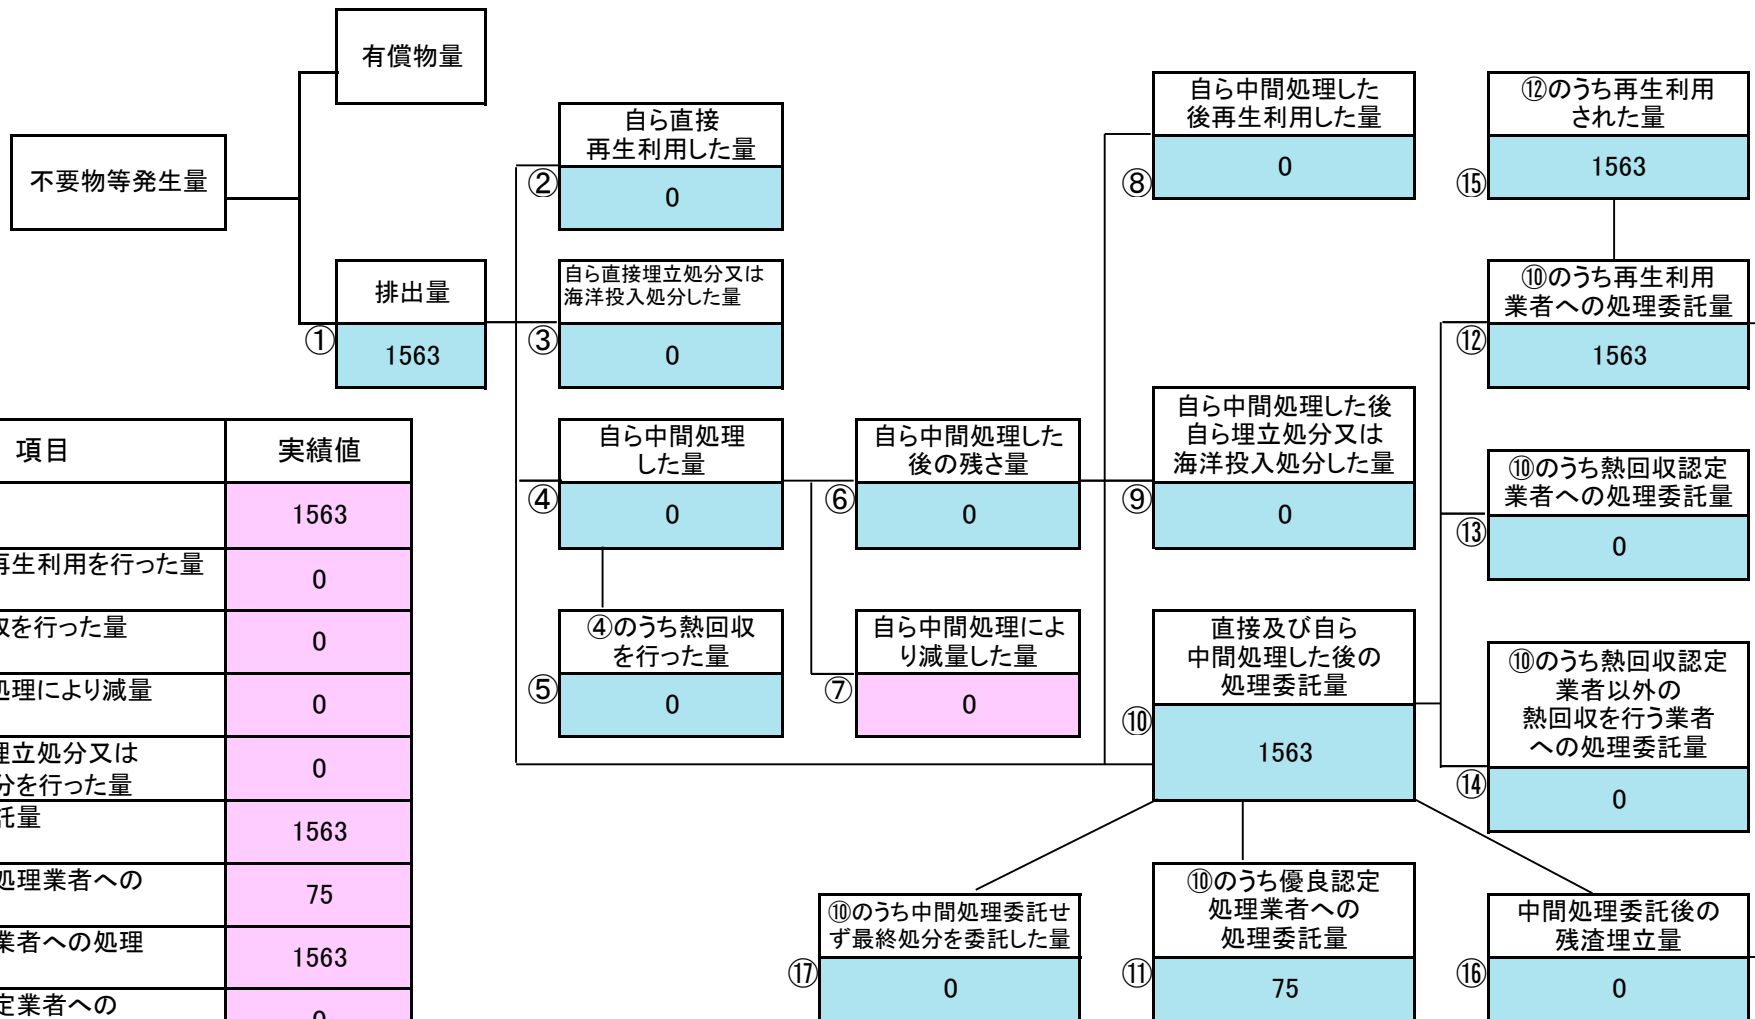 有償物量
不要物等発生量
排出量
①
1563
自ら直接
再生利用した量
②
0
自ら直接埋立処分又は
海洋投入処分した量
③
0
自ら中間処理
した量
④
0
④のうち熱回収
を行った量
⑤
0
自ら中間処理した
後の残さ量
⑥
0
自ら中間処理によ
り減量した量
⑦
0
自ら中間処理した
後再生利用した量
⑧
0
自ら中間処理した後
自ら埋立処分又は
海洋投入処分した量
⑨
0
直接及び自ら
中間処理した後の
処理委託量
⑩
1563
⑩のうち優良認定
処理業者への
処理委託量
⑪
75
⑫のうち再生利用
された量
⑮
1563
⑩のうち再生利用
業者への処理委託量
⑫
1563
⑩のうち熱回収認定
業者への処理委託量
⑬
0
⑩のうち熱回収認定
業者以外の
熱回収を行う業者
への処理委託量
⑭
0
中間処理委託後の
残渣埋立量
⑯
0
⑩のうち中間処理委託せ
ず最終処分を委託した量
⑰
0
項目 実績値
1563
再生利用を行った量 0
収を行った量 0
処理により減量 0
埋立処分又は
分を行った量 0
託量 1563
処理業者への 75
業者への処理 1563
定業者への 0